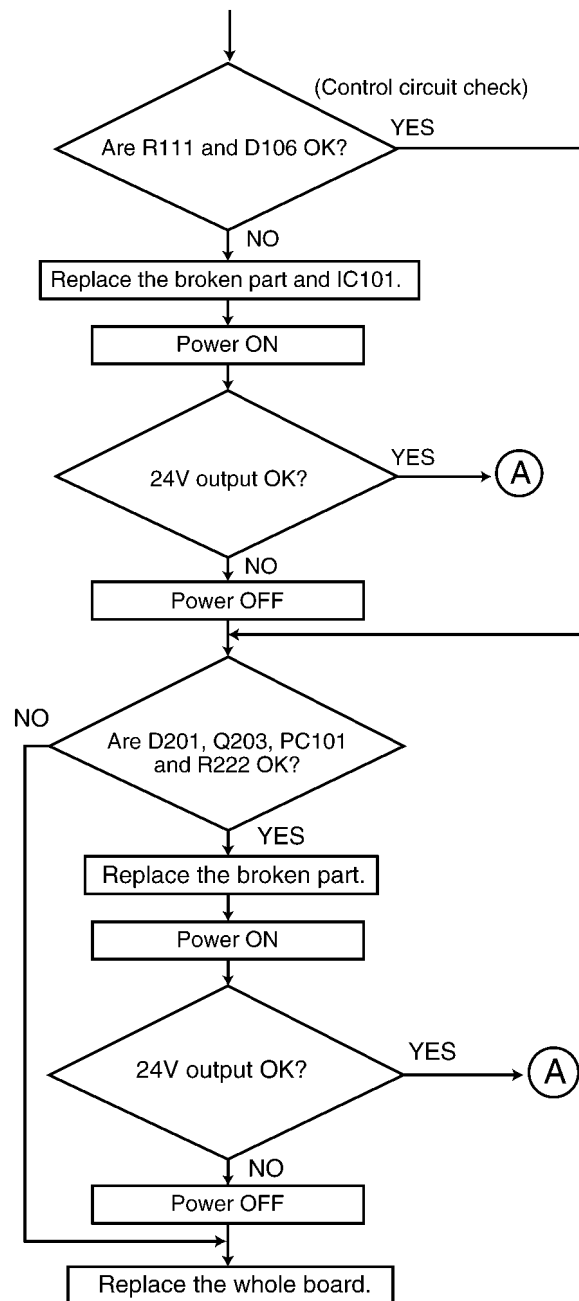 (Control circuit check)
YES
Are R111 and D106 OK?
NO
Replace the broken part and IC101.
Power ON
YES
24V output OK?
A
NO
Power OFF
NO
Are D201, Q203, PC101
and R222 OK?
YES
Replace the broken part.
Power ON
YES
24V output OK?
A
NO
Power OFF
Replace the whole board.